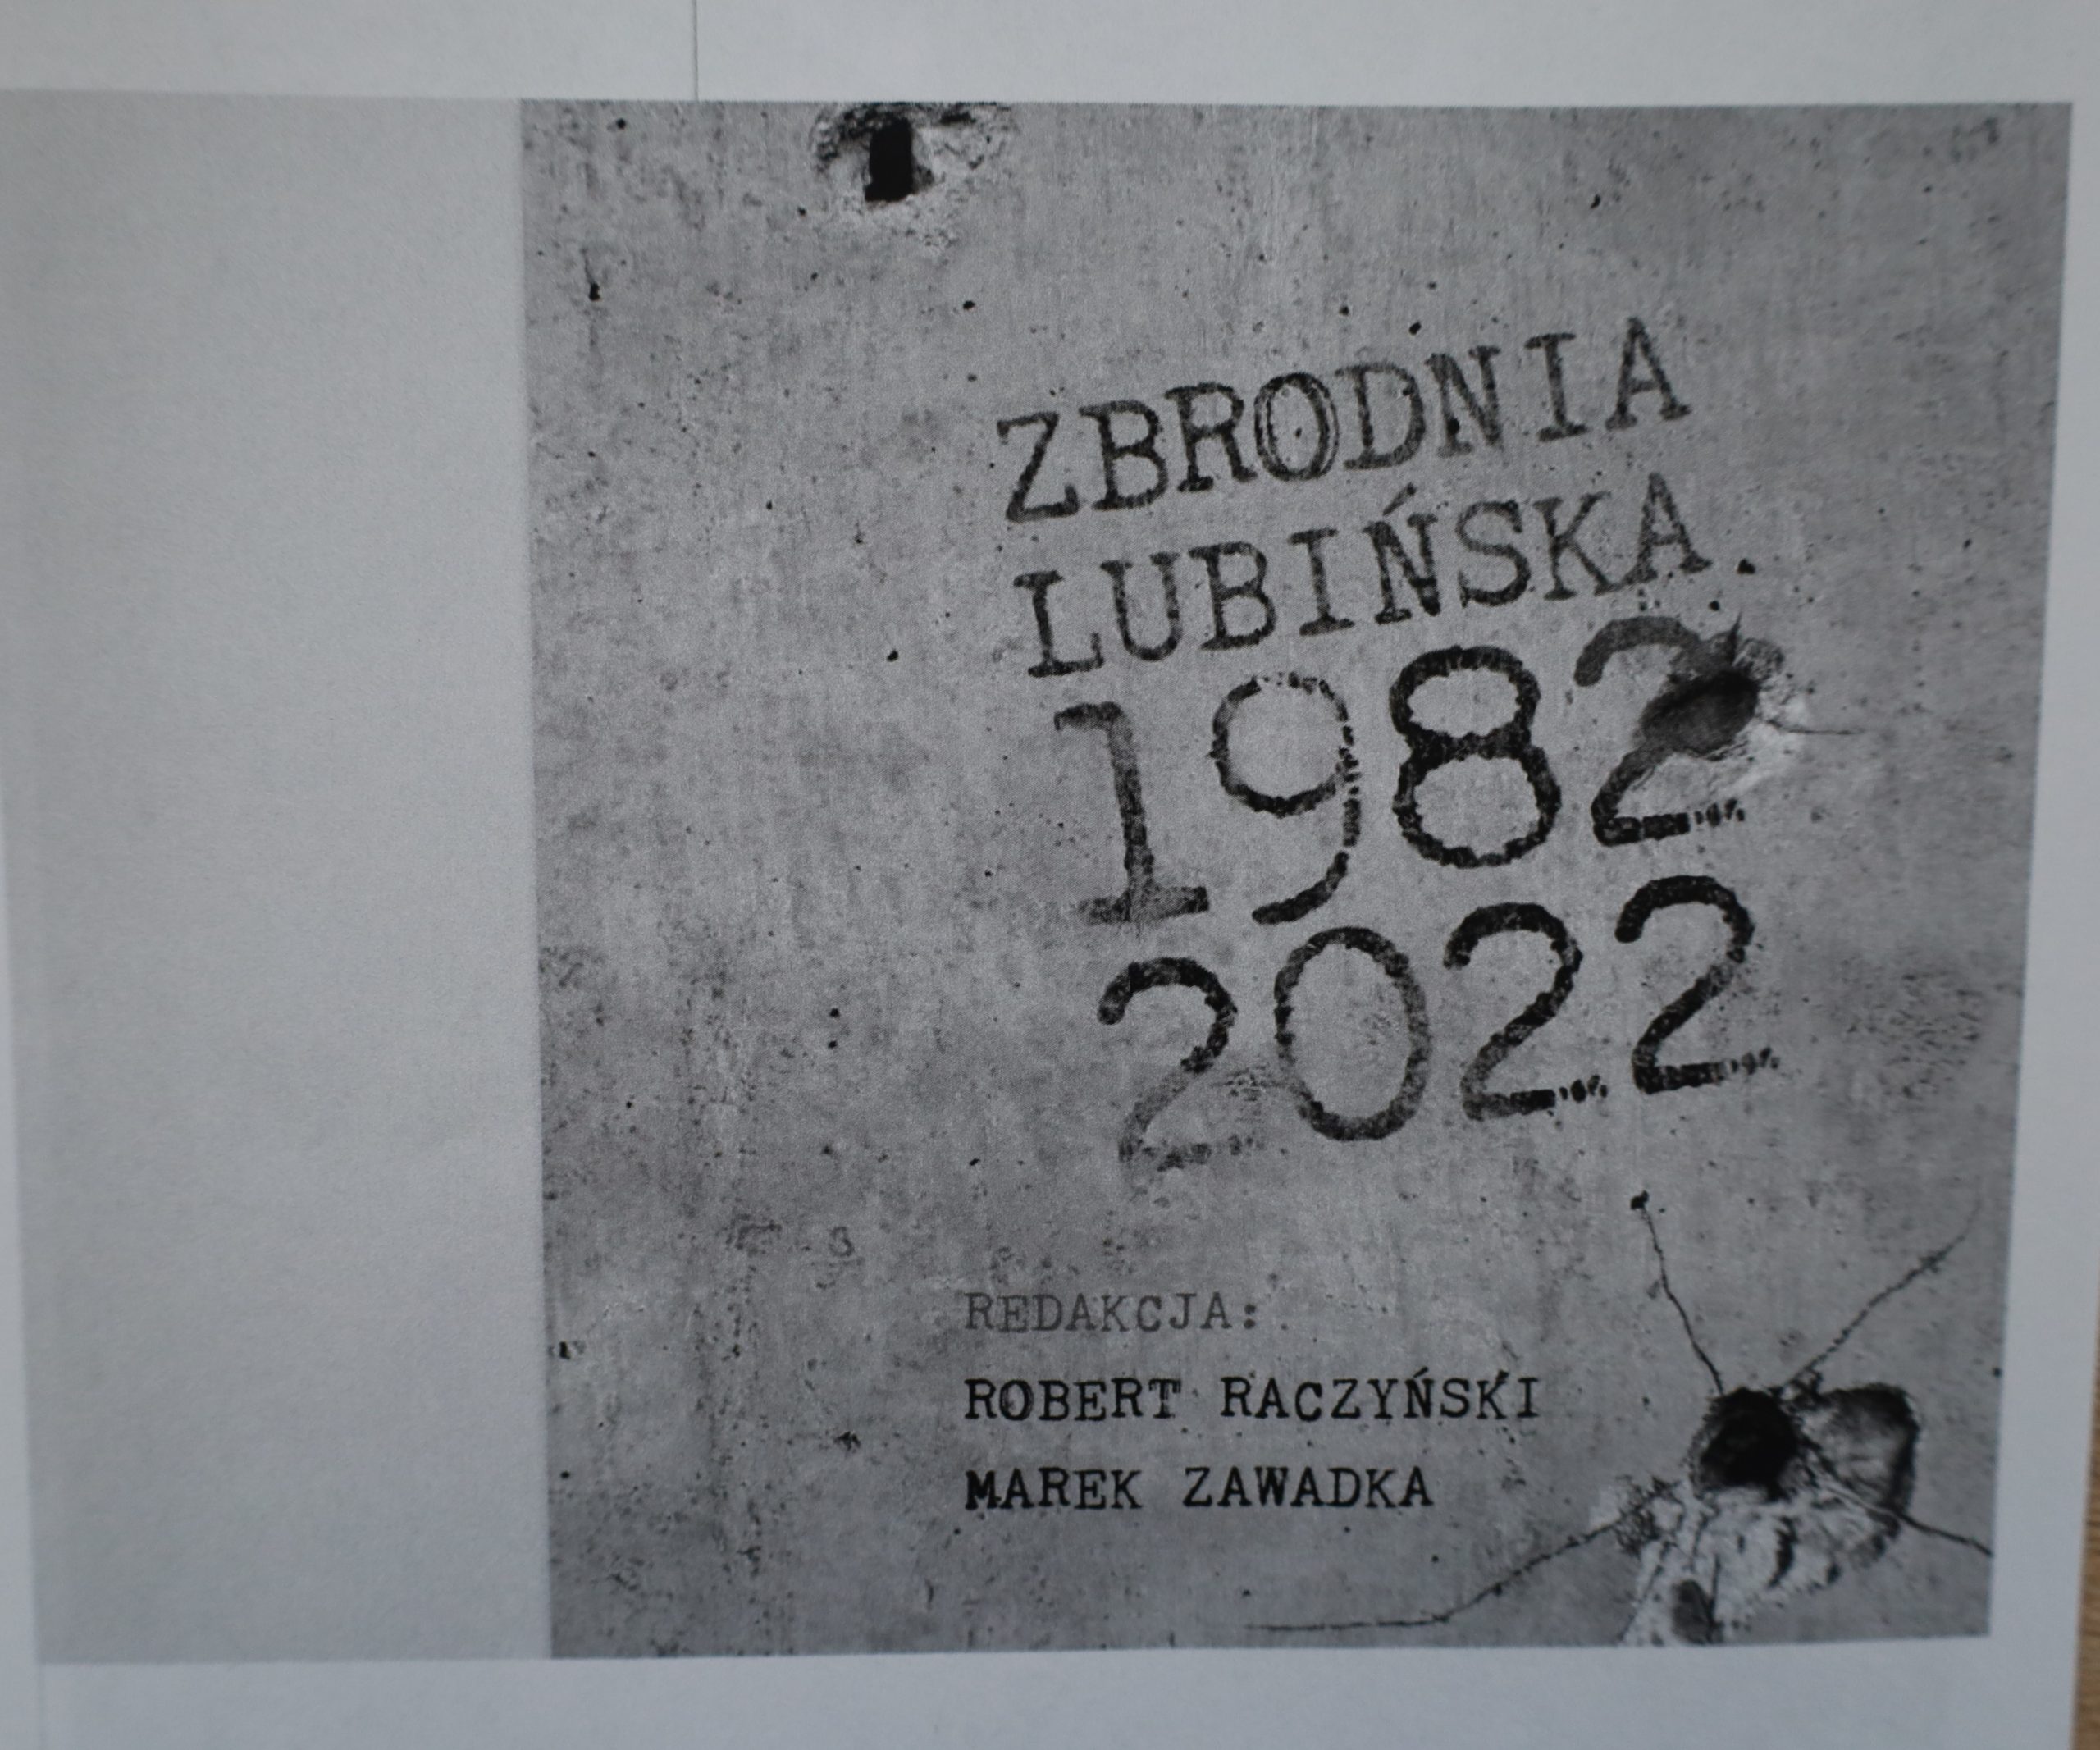 ZBRODNIA
LUBIŃSKA
1982
2022
REDAKCJA:
ROBERT RACZYŃSKI
MAREK ZAWADKA